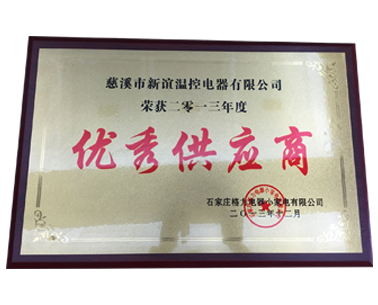 慈溪市新谊温控电器有限公司
荣获二零一三年度
优秀供应商
石家庄格力电器小家电有限公司
二〇一三年十二月